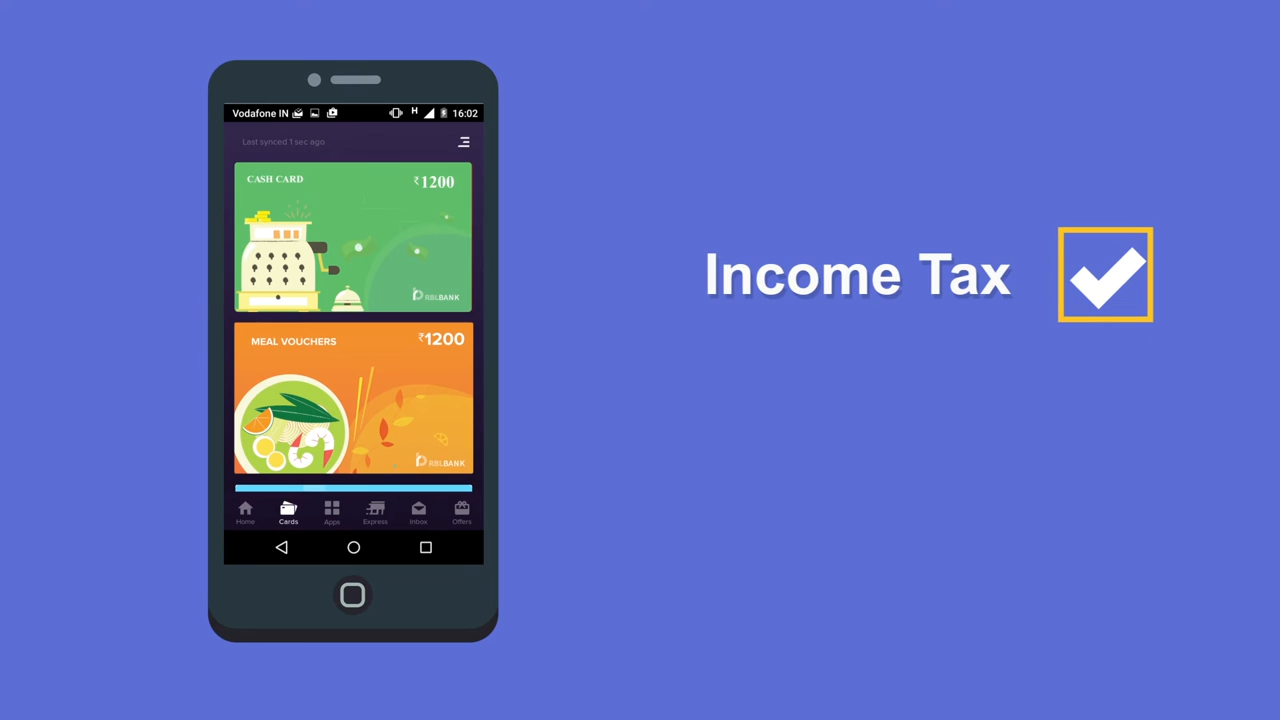 Vodafone IN
H
16:02
Last synced 1 sec ago
CASH CARD
₹1200
RBLBANK
MEAL VOUCHERS
₹1200
RBLBANK
Home
Cards
Apps
Express
Inbox
Offers
Income Tax